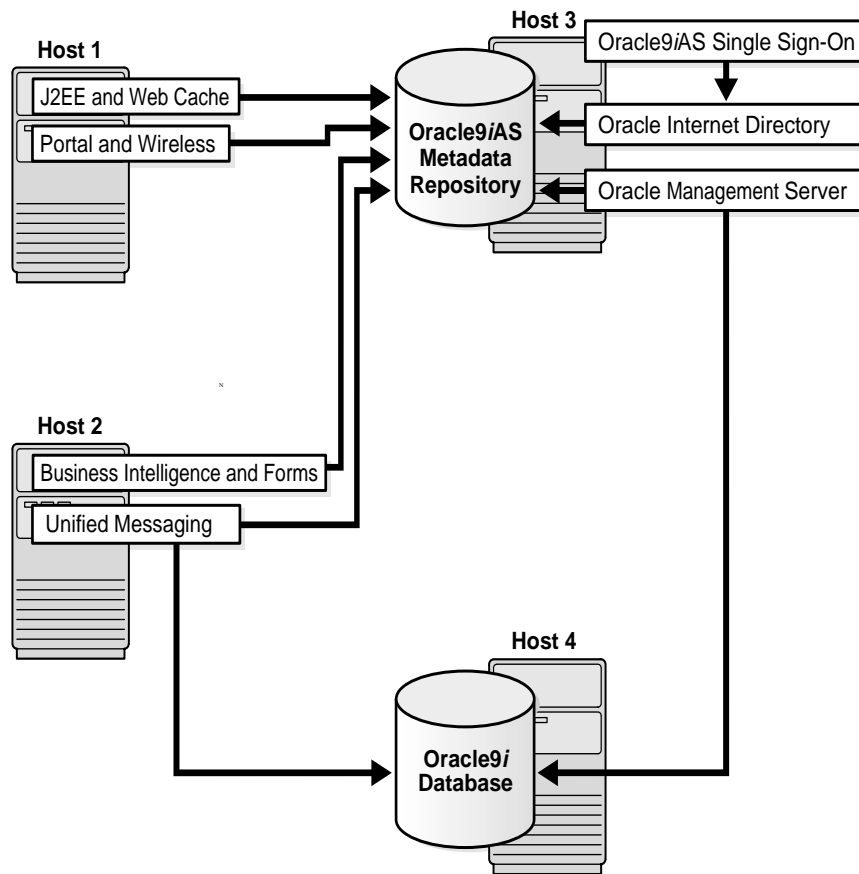 Host 1
J2EE and Web Cache
Portal and Wireless
Oracle9iAS
Metadata
Repository
Host 3
Oracle9iAS Single Sign-On
Oracle Internet Directory
Oracle Management Server
N
Host 2
Business Intelligence and Forms
Unified Messaging
Host 4
Oracle9i
Database